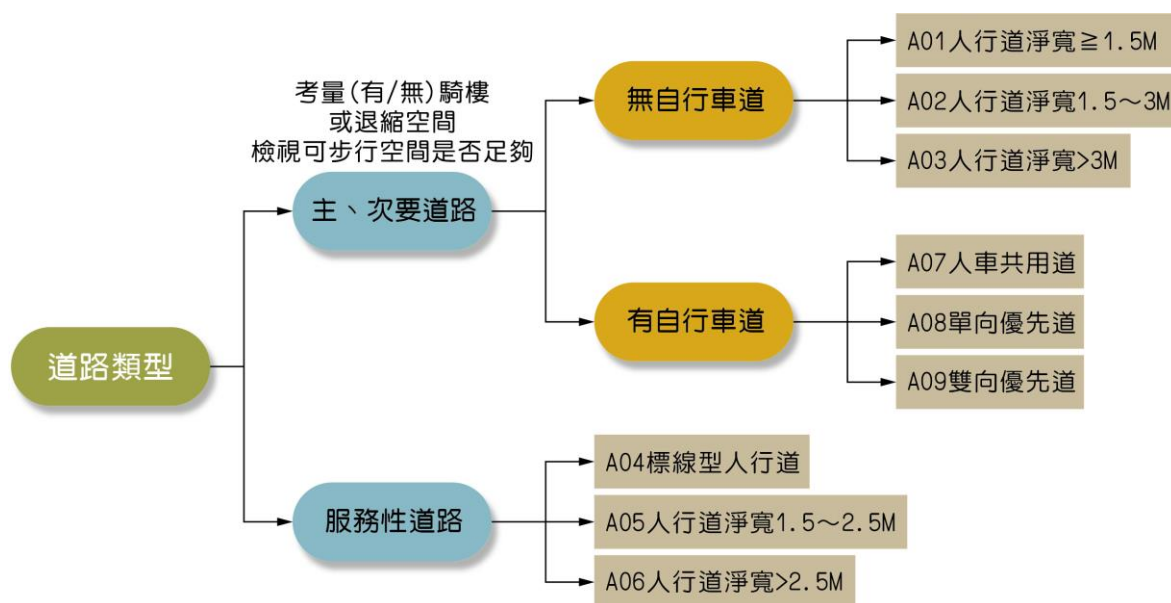 道路類型
考量(有/無)騎樓
或退縮空間
檢視可步行空間是否足夠
主、次要道路
無自行車道
A01人行道淨寬≧1.5M
A02人行道淨寬1.5～3M
A03人行道淨寬>3M
有自行車道
A07人車共用道
A08單向優先道
A09雙向優先道
服務性道路
A04標線型人行道
A05人行道淨寬1.5～2.5M
A06人行道淨寬>2.5M